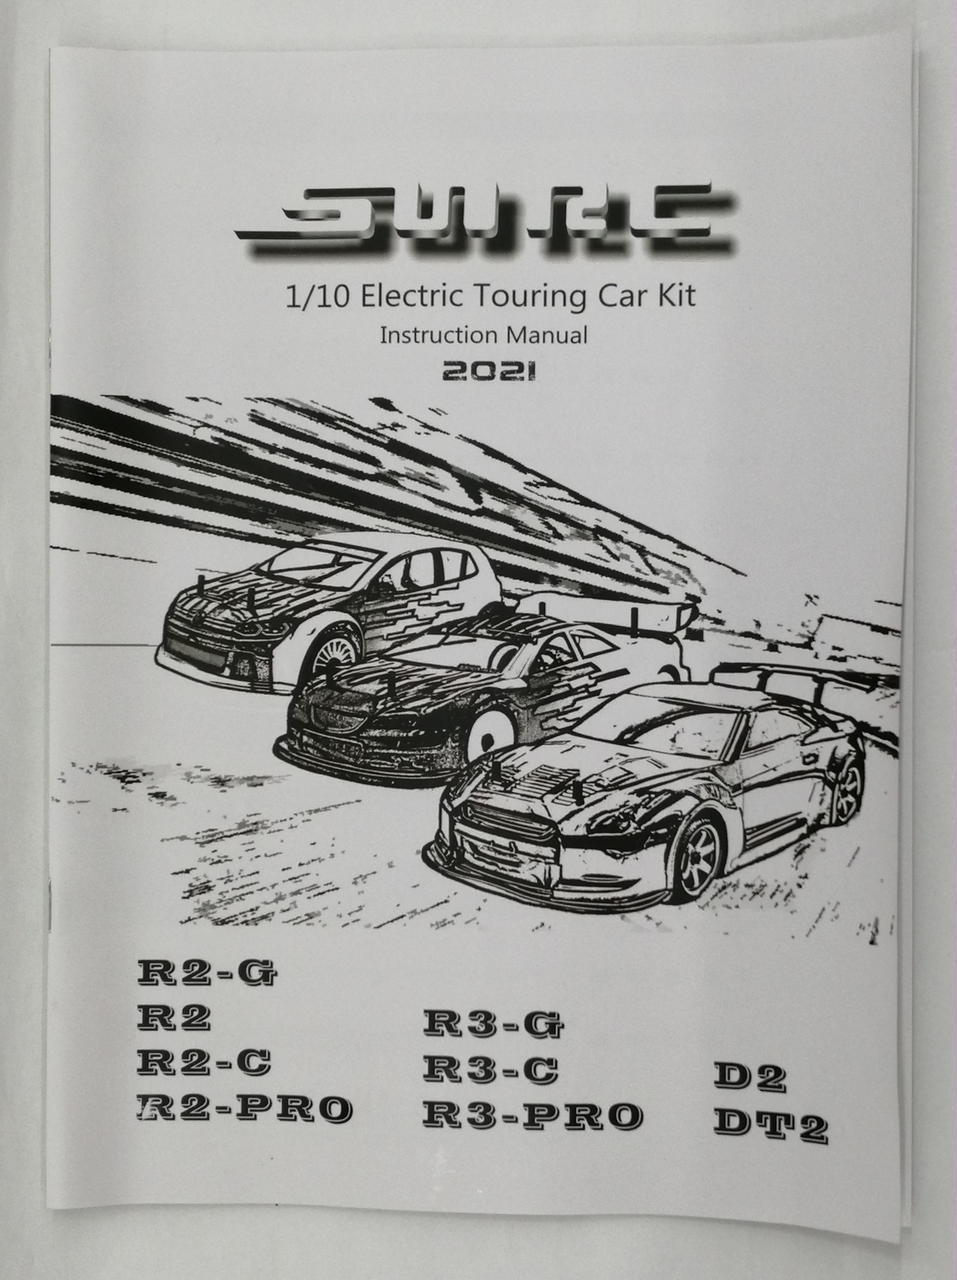 SURC
1/10 Electric Touring Car Kit
Instruction Manual
2021
R2-G
R2
R2-C
R2-PRO
R3-G
R3-C
R3-PRO
D2
DT2